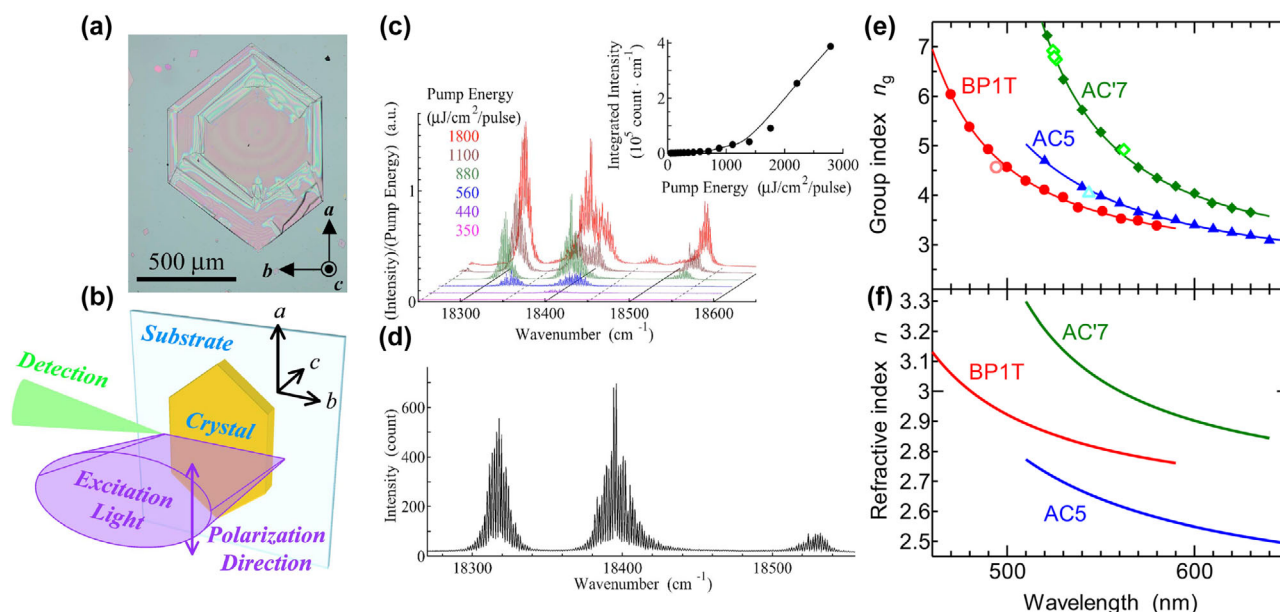 (a)
500 μm
a
b
c
(b)
Substrate
a
c
b
Detection
Crystal
Excitation
Light
Polarization
Direction
(c)
Pump Energy
(μJ/cm²/pulse)
1800
1100
880
560
440
350
(Intensity)/(Pump Energy) (a.u.)
1
0
18300 18400 18500 18600
Wavenumber (cm⁻¹)
Integrated Intensity
(10⁵ count · cm⁻¹)
4
2
0
0 1000 2000 3000
Pump Energy (μJ/cm²/pulse)
(d)
Intensity (count)
600
400
200
0
18300 18400 18500
Wavenumber (cm⁻¹)
(e)
Group index n_g
7
6
5
4
3
BP1T
AC'7
AC5
(f)
Refractive index n
3.3
3.2
3.1
3
2.9
2.8
2.7
2.6
2.5
AC'7
BP1T
AC5
500 600
Wavelength (nm)